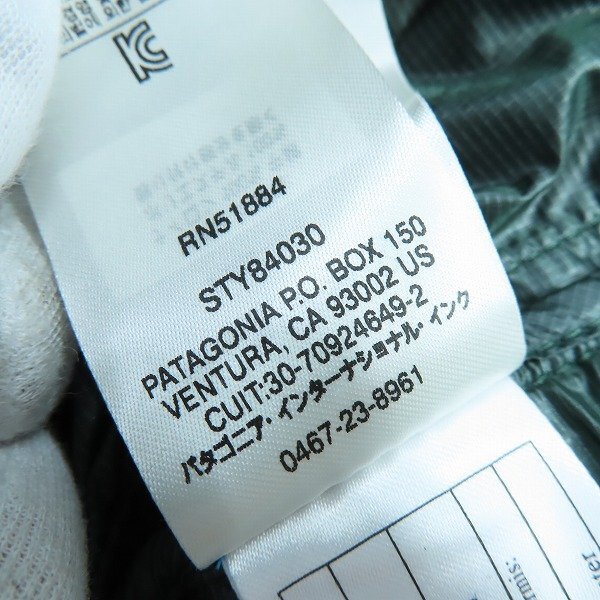 RN51884
STY84030
PATAGONIA P.O. BOX 150
VENTURA, CA 93002 US
CUIT:30-70924649-2
パタゴニア・インターナショナル・インク
0467-23-8961